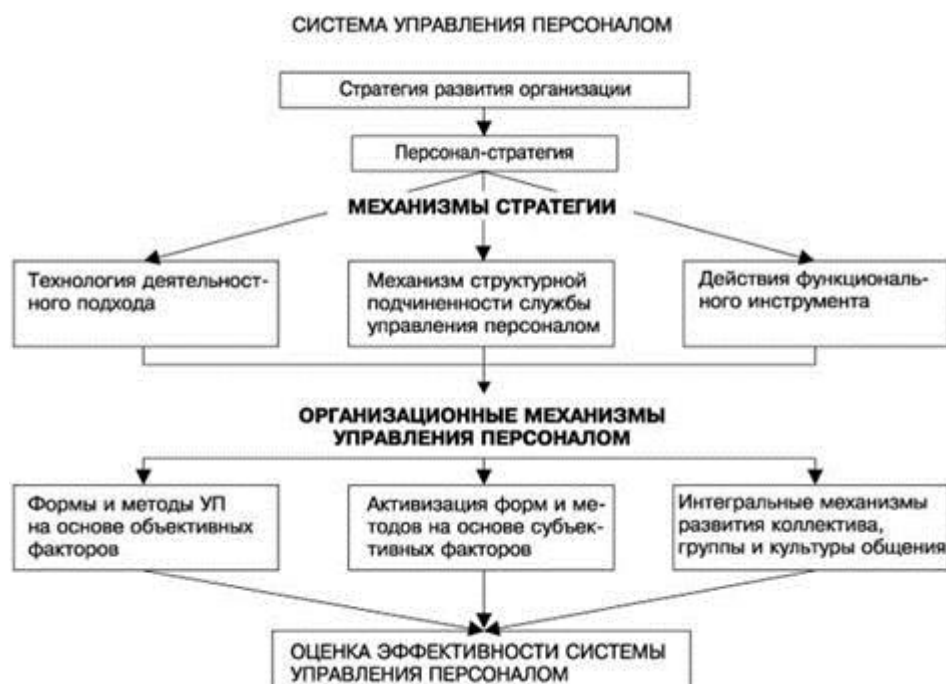 СИСТЕМА УПРАВЛЕНИЯ ПЕРСОНАЛОМ
Стратегия развития организации
Персонал-стратегия
МЕХАНИЗМЫ СТРАТЕГИИ
Технология деятельност-
ного подхода
Механизм структурной
подчиненности службы
управления персоналом
Действия функциональ-
ного инструмента
ОРГАНИЗАЦИОННЫЕ МЕХАНИЗМЫ
УПРАВЛЕНИЯ ПЕРСОНАЛОМ
Формы и методы УП
на основе объективных
факторов
Активизация форм и ме-
тодов на основе субъек-
тивных факторов
Интегральные механизмы
развития коллектива,
группы и культуры общения
ОЦЕНКА ЭФФЕКТИВНОСТИ СИСТЕМЫ
УПРАВЛЕНИЯ ПЕРСОНАЛОМ